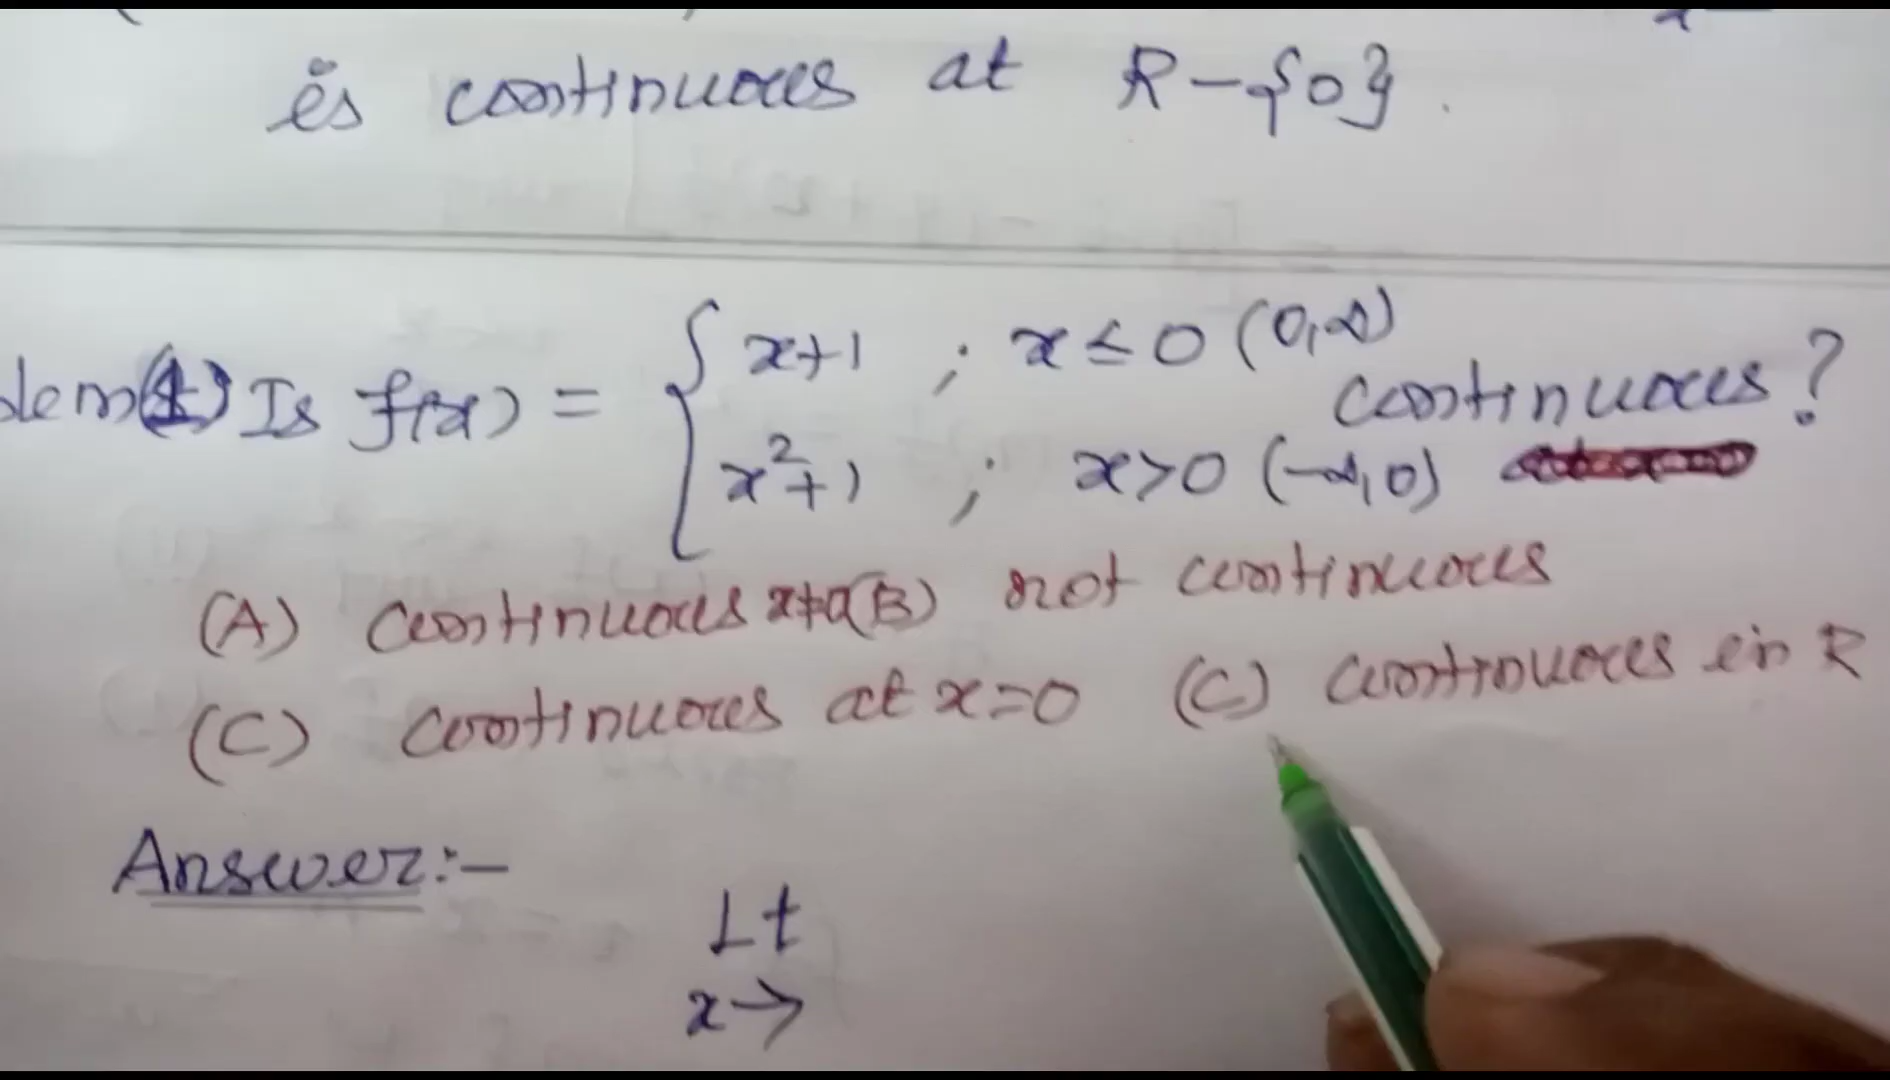 is continuous at R-{0}.
lem(1) Is f(x) = { x+1 ; x≤0 (0,∞)
continuous?
x²+1 ; x>0 (-∞,0)
(A) continuous x≠0 (B) not continuous
(C) continuous at x=0 (C) continuous in R
Answer:-
Lt
x→